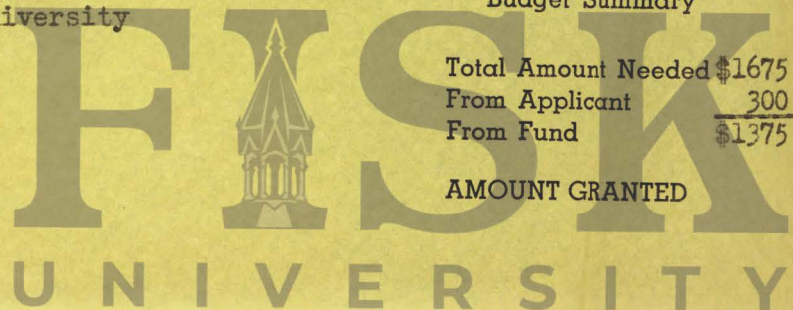 Budget Summary
iversity
Total Amount Needed $1675
From Applicant 300
From Fund $1375
AMOUNT GRANTED
FISK
UNIVERSITY